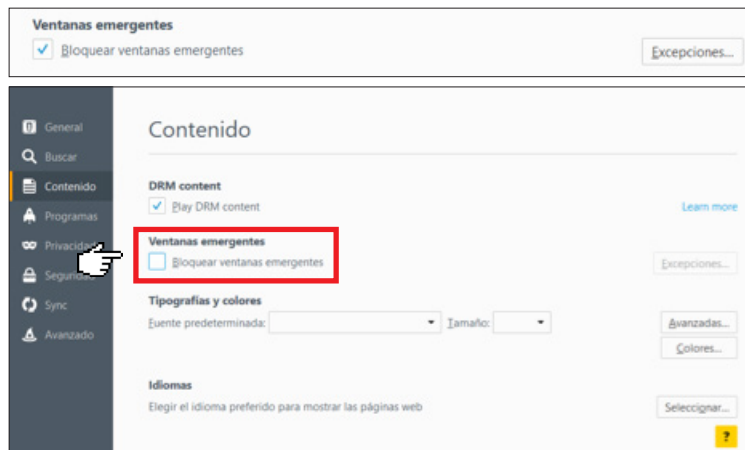 Ventanas emergentes
Bloquear ventanas emergentes
Excepciones...
General
Buscar
Contenido
Programas
Privacidad
Seguridad
Sync
Avanzado
Contenido
DRM content
Play DRM content
Learn more
Ventanas emergentes
Bloquear ventanas emergentes
Excepciones...
Tipografías y colores
Fuente predeterminada:
Tamaño:
Avanzadas...
Colores...
Idiomas
Elegir el idioma preferido para mostrar las páginas web
Seleccionar...
?